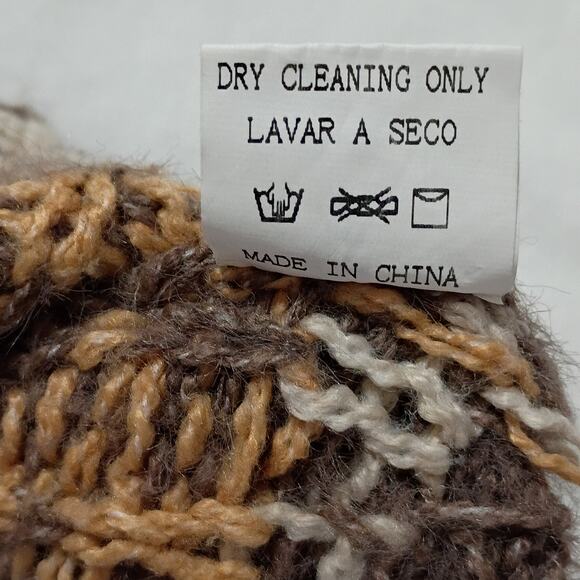 DRY CLEANING ONLY
LAVAR A SECO
MADE IN CHINA